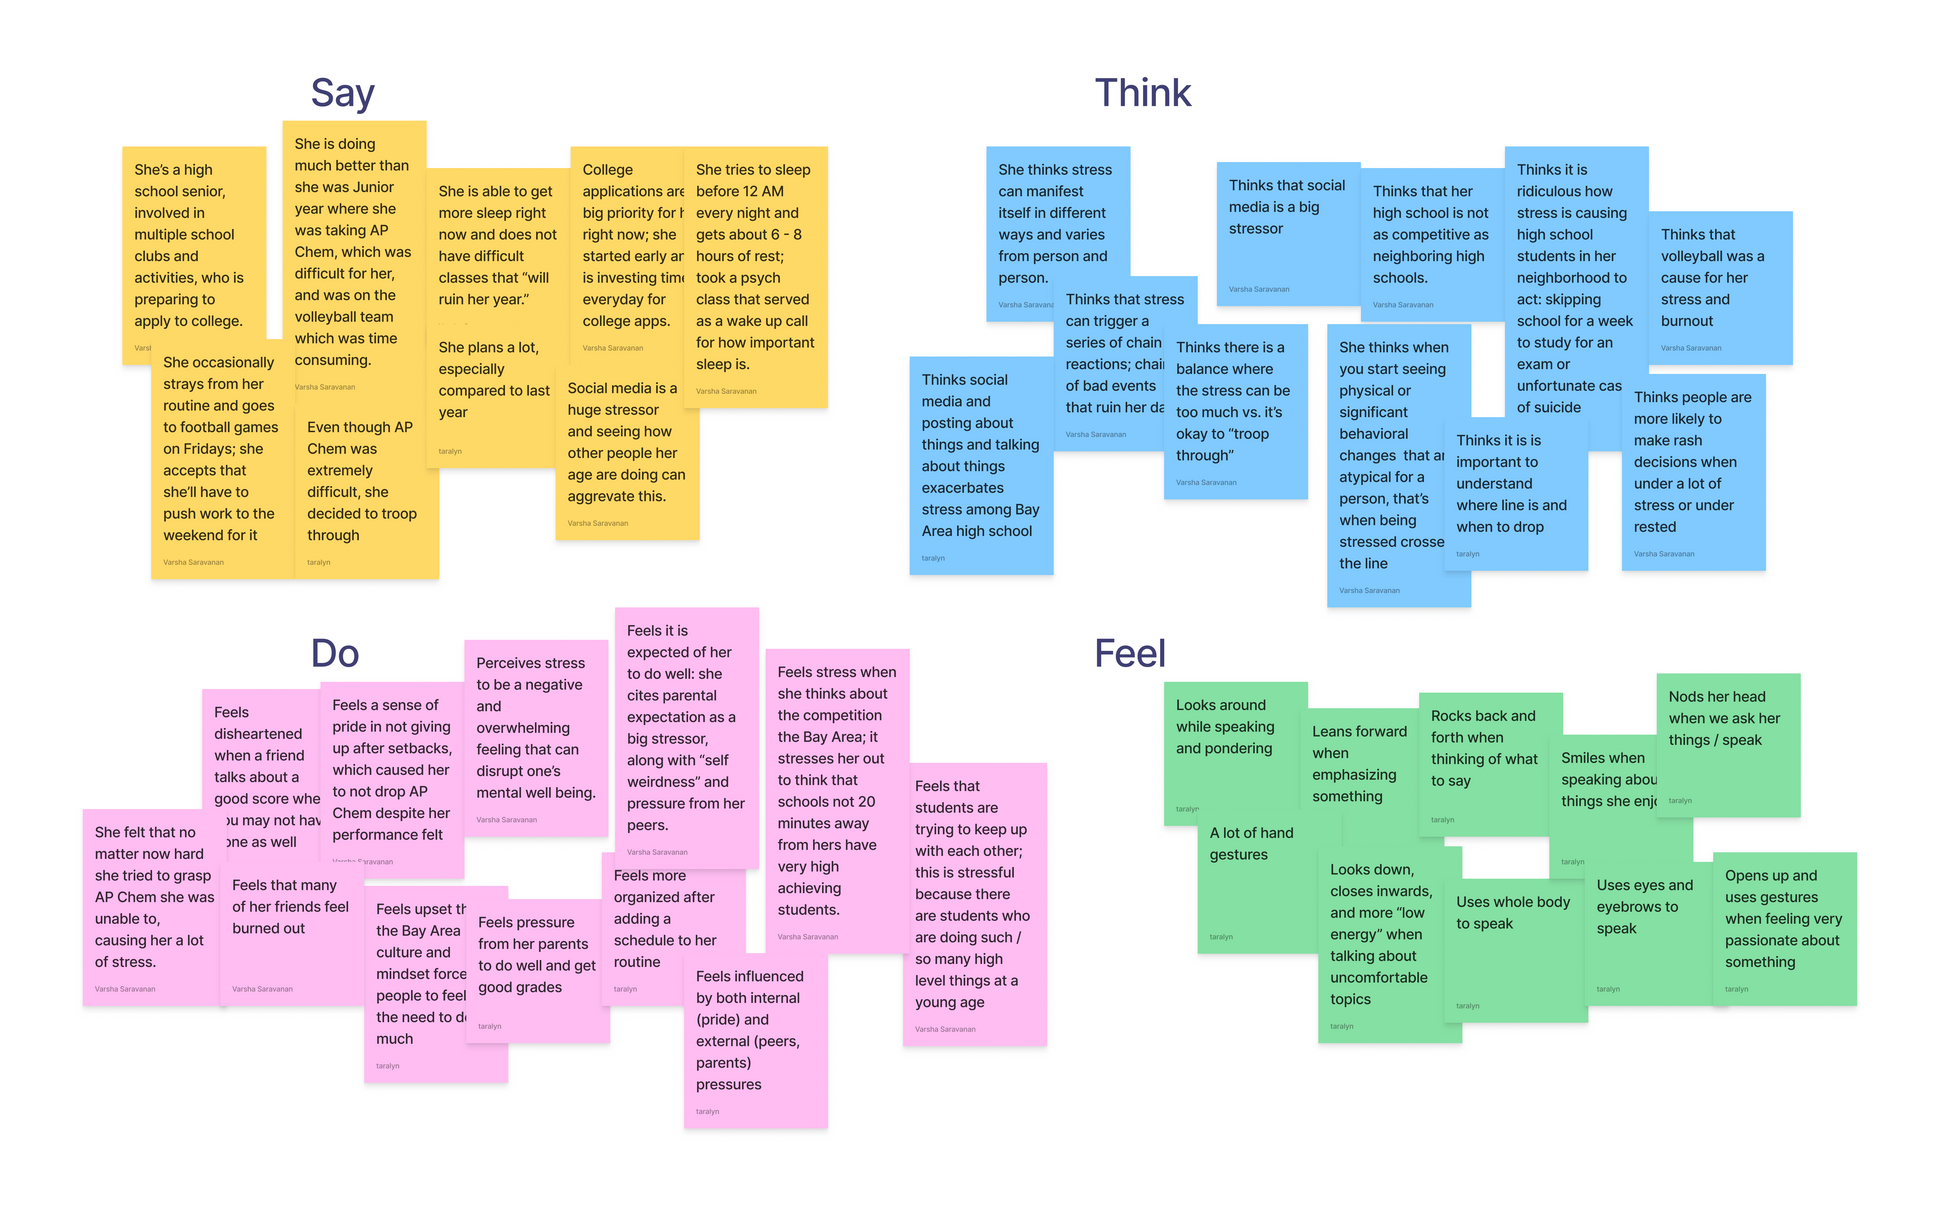 Say
She's a high
school senior,
involved in
multiple school
clubs and
activities, who is
preparing to
apply to college.
She is doing
much better than
she was Junior
year where she
was taking AP
Chem, which was
difficult for her,
and was on the
volleyball team
which was time
consuming.
Varsha Saravanan
She is able to get
more sleep right
now and does not
have difficult
classes that “will
ruin her year.”
College
applications are
big priority for
right now; she
started early
is investing time
everyday for
college apps.
Varsha Saravanan
She tries to sleep
before 12 AM
every night and
gets about 6 - 8
hours of rest;
took a psych
class that served
as a wake up call
for how important
sleep is.
Varsha Saravanan
She occasionally
strays from her
routine and goes
to football games
on Fridays; she
accepts that
she'll have to
push work to the
weekend for it
Varsha Saravanan
Even though AP
Chem was
extremely
difficult, she
decided to troop
through
taralyn
She plans a lot,
especially
compared to last
year
taralyn
Social media is a
huge stressor
and seeing how
other people her
age are doing can
aggrevate this.
Varsha Saravanan
Think
She thinks stress
can manifest
itself in different
ways and varies
from person and
person.
Varsha Saravanan
Thinks that social
media is a big
stressor
Varsha Saravanan
Thinks that her
high school is not
as competitive as
neighboring high
schools.
Varsha Saravanan
Thinks it is
ridiculous how
stress is causing
high school
students in her
neighborhood to
act: skipping
school for a week
to study for an
exam or
unfortunate
of suicide
Thinks that
volleyball was a
cause for her
stress and
burnout
Varsha Saravanan
Thinks social
media and
posting about
things and talking
about things
exacerbates
stress among Bay
Area high school
taralyn
Thinks that stress
can trigger a
series of chain
reactions;
of bad events
that ruin her
Varsha Saravanan
Thinks there is a
balance where
the stress can be
too much vs. it's
okay to “troop
through”
Varsha Saravanan
She thinks when
you start seeing
physical or
significant
behavioral
changes that
atypical for a
person, that's
when being
stressed
the line
Varsha Saravanan
Thinks it is is
important to
understand
where line is and
when to drop
taralyn
Thinks people are
more likely to
make rash
decisions when
under a lot of
stress or under
rested
Varsha Saravanan
Do
She felt that no
matter now hard
she tried to grasp
AP Chem she was
unable to,
causing her a lot
of stress.
Varsha Saravanan
Feels
disheartened
when a friend
talks about a
good score
may not
as well
Feels a sense of
pride in not giving
up after setbacks,
which caused her
to not drop AP
Chem despite her
performance felt
Varsha Saravanan
Perceives stress
to be a negative
and
overwhelming
feeling that can
disrupt one's
mental well being.
Varsha Saravanan
Feels it is
expected of her
to do well: she
cites parental
expectation as a
big stressor,
along with “self
weirdness” and
pressure from her
peers.
Varsha Saravanan
Feels stress when
she thinks about
the competition
the Bay Area; it
stresses her out
to think that
schools not 20
minutes away
from hers have
very high
achieving
students.
Varsha Saravanan
Feels that
students are
trying to keep up
with each other;
this is stressful
because there
are students who
are doing such /
so many high
level things at a
young age
Varsha Saravanan
Feels that many
of her friends feel
burned out
Varsha Saravanan
Feels upset
the Bay Area
culture and
mindset force
people to feel
the need to
much
taralyn
Feels pressure
from her parents
to do well and get
good grades
taralyn
Feels more
organized after
adding a
schedule to her
routine
taralyn
Feels influenced
by both internal
(pride) and
external (peers,
parents)
pressures
taralyn
Feel
Looks around
while speaking
and pondering
taralyn
Leans forward
when
emphasizing
something
Rocks back and
forth when
thinking of what
to say
taralyn
Smiles when
speaking
things she
taralyn
Nods her head
when we ask her
things / speak
taralyn
A lot of hand
gestures
taralyn
Looks down,
closes inwards,
and more “low
energy” when
talking about
uncomfortable
topics
taralyn
Uses whole body
to speak
taralyn
Uses eyes and
eyebrows to
speak
taralyn
Opens up and
uses gestures
when feeling very
passionate about
something
taralyn